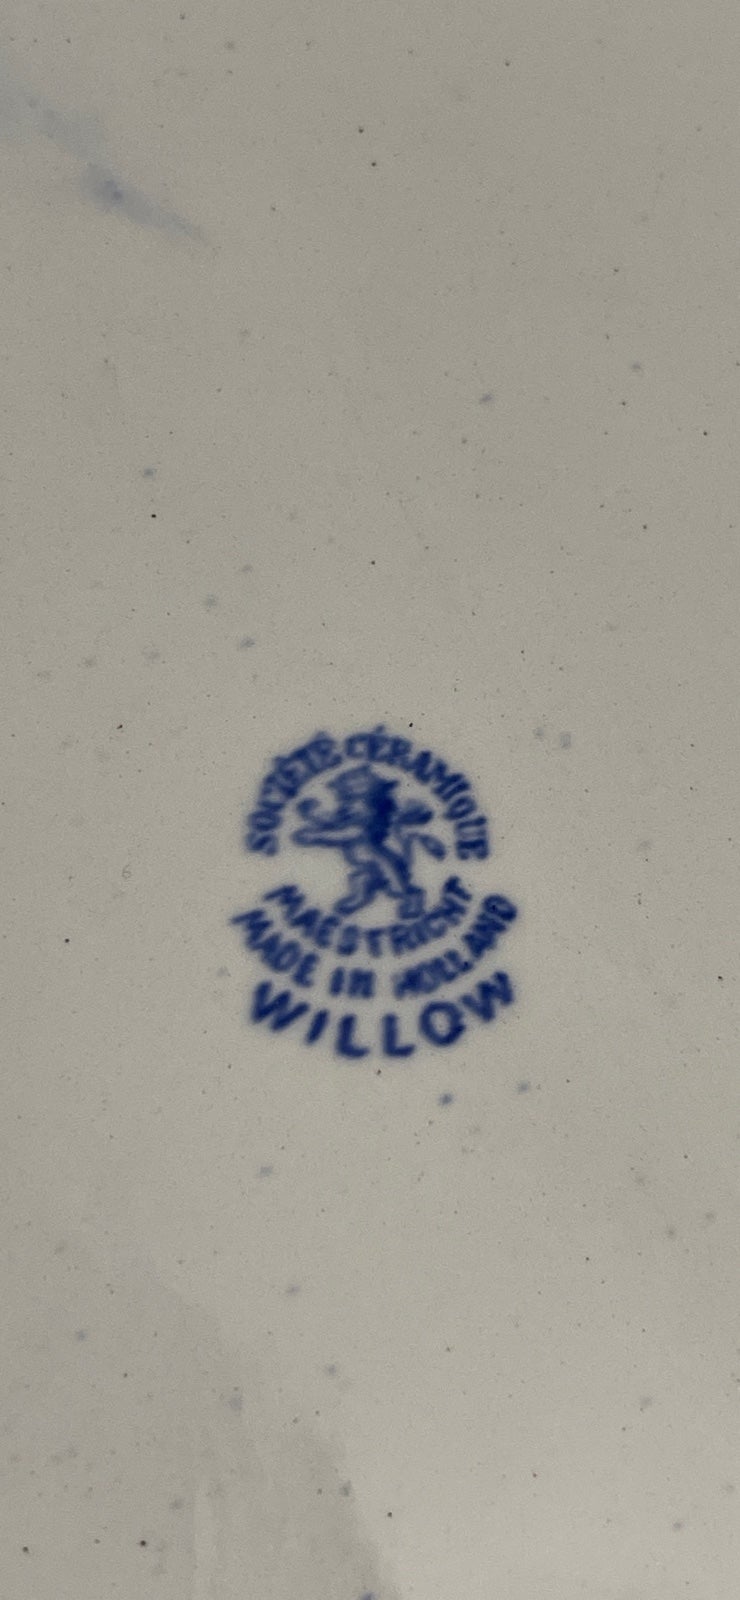 SOCIÉTÉ CÉRAMIQUE
MAESTRICHT
MADE IN HOLLAND
WILLOW